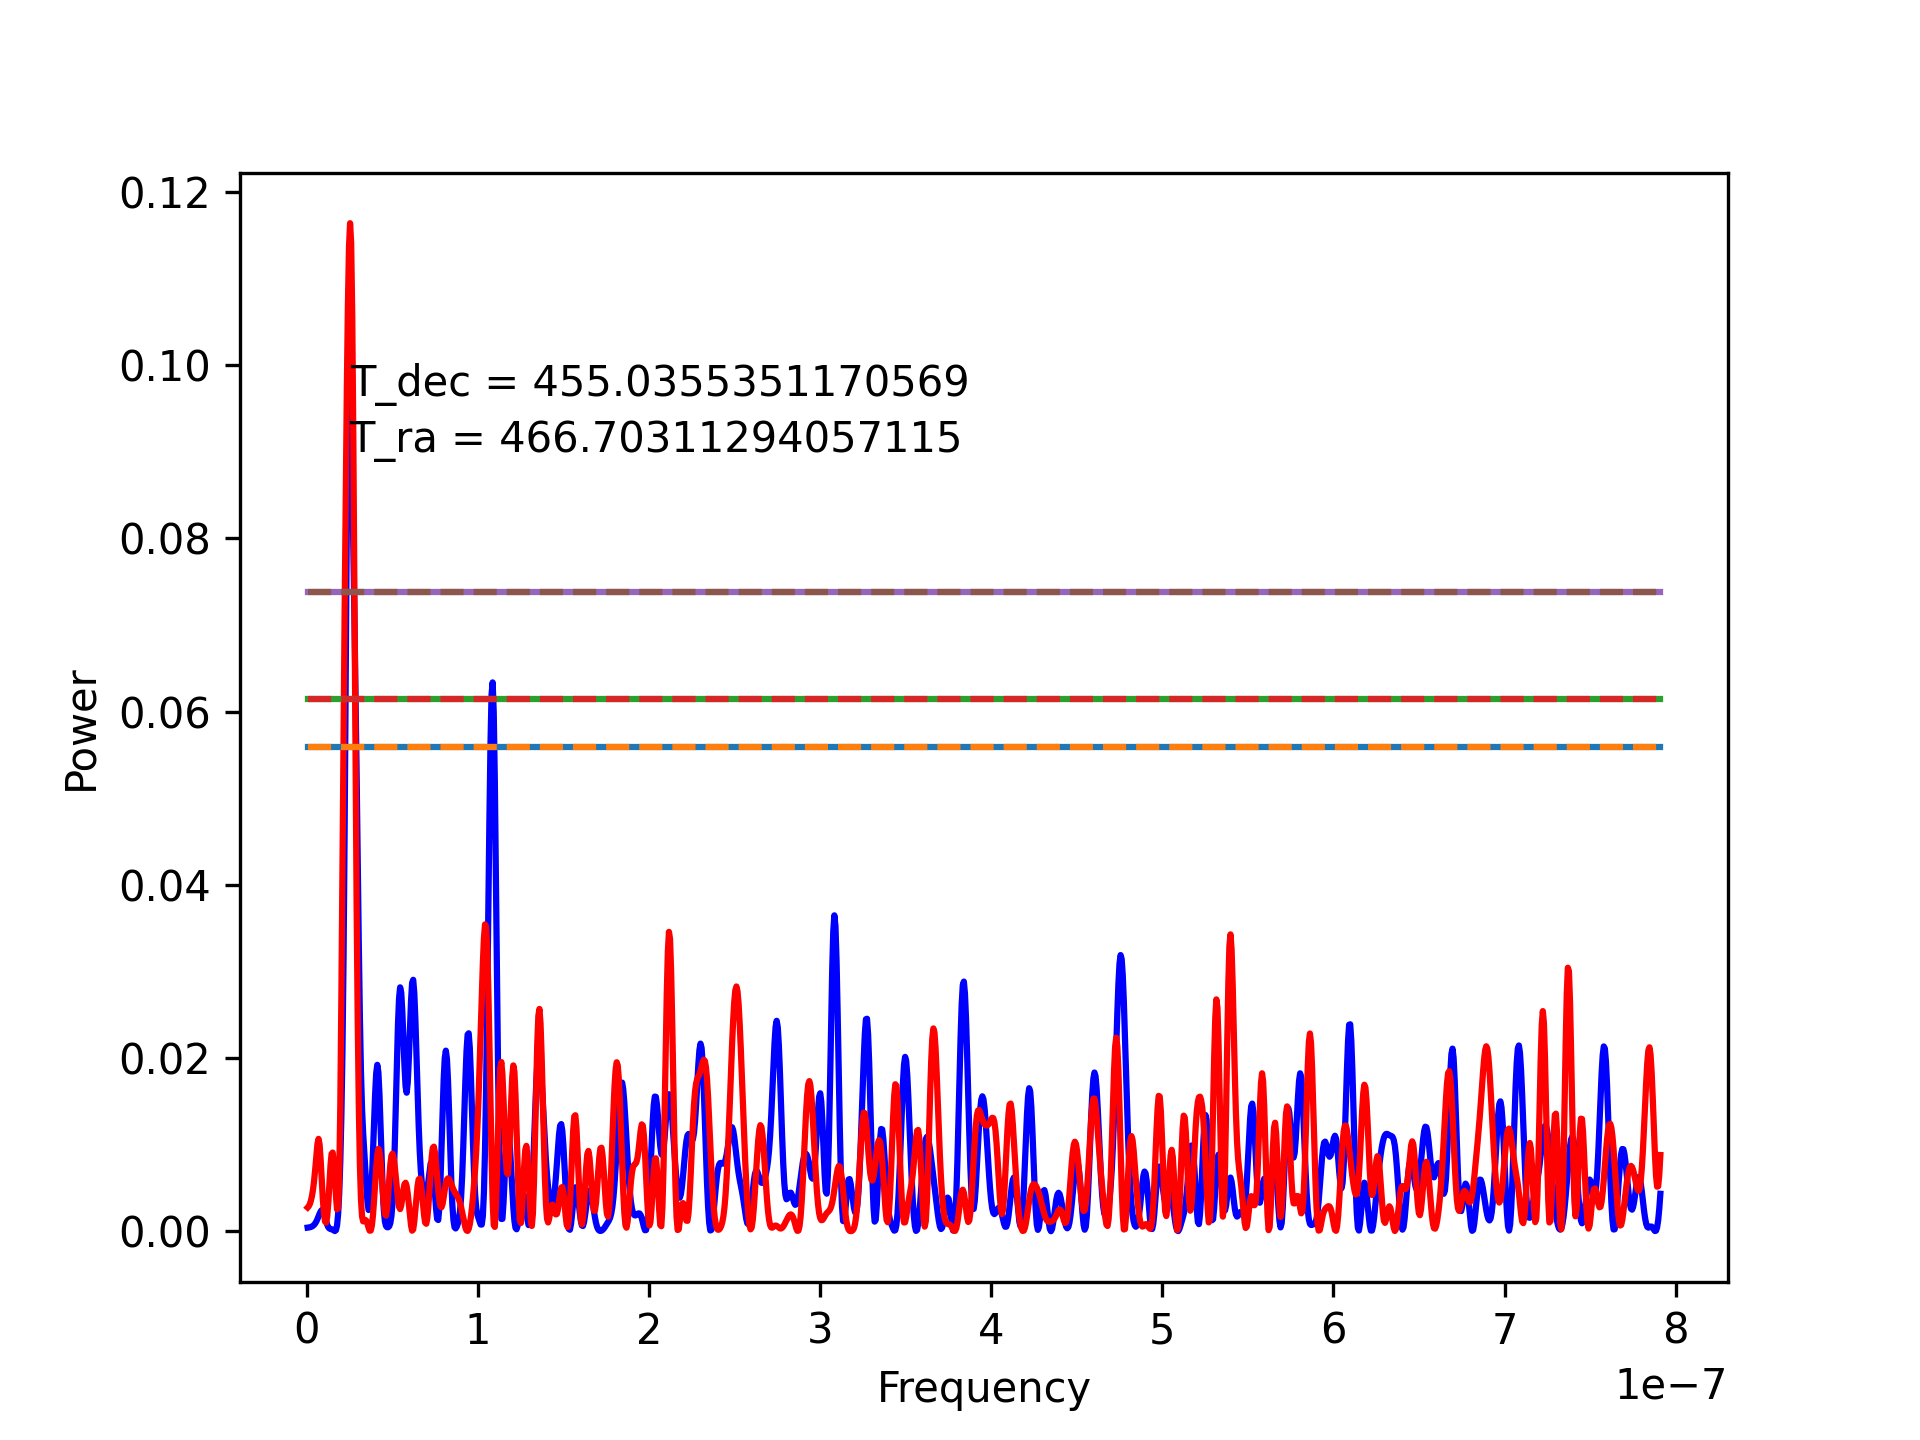 0.12
0.10
0.08
0.06
0.04
0.02
0.00
Power
T_dec = 455.0355351170569
T_ra = 466.70311294057115
0 1 2 3 4 5 6 7 8
1e−7
Frequency